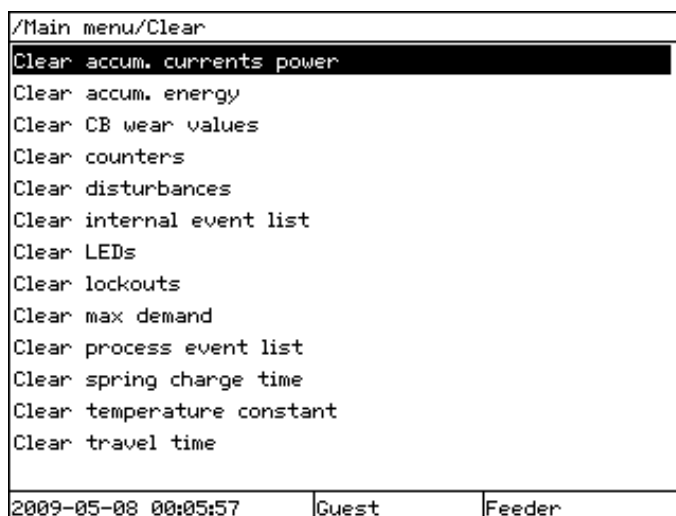 /Main menu/Clear
Clear accum. currents power
Clear accum. energy
Clear CB wear values
Clear counters
Clear disturbances
Clear internal event list
Clear LEDs
Clear lockouts
Clear max demand
Clear process event list
Clear spring charge time
Clear temperature constant
Clear travel time
2009-05-08 00:05:57 Guest Feeder